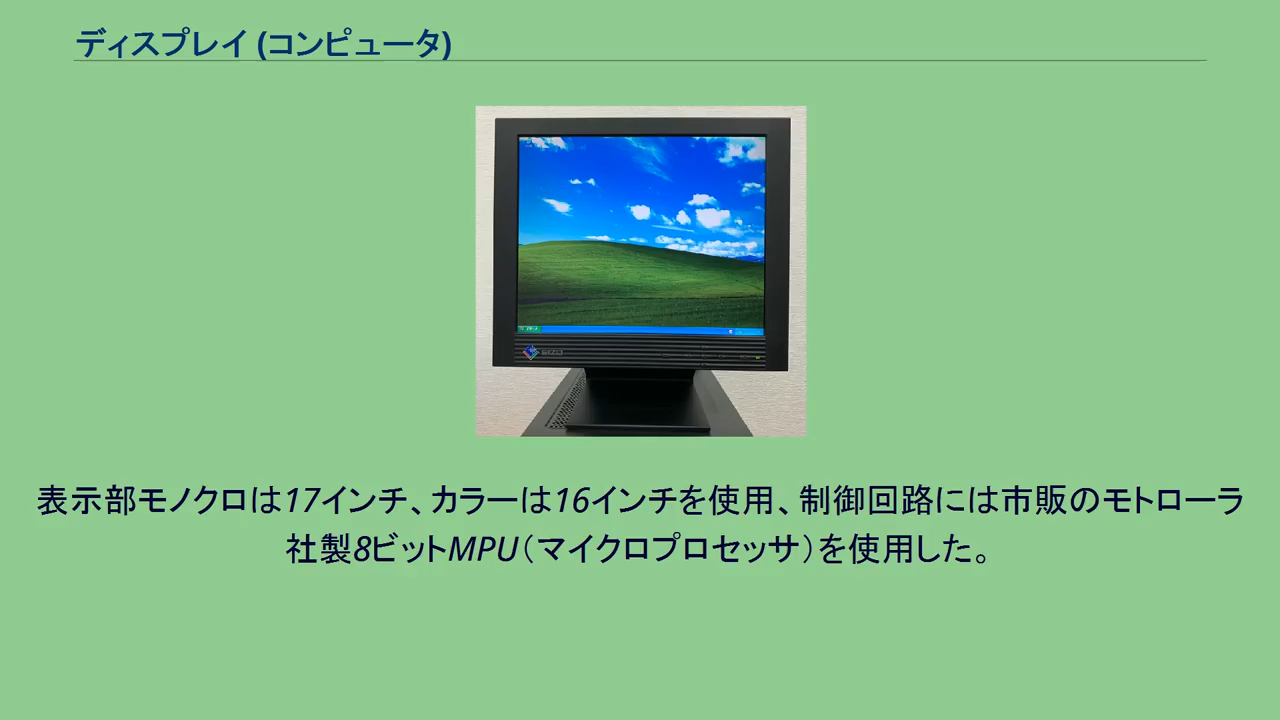 ディスプレイ (コンピュータ)
表示部モノクロは17インチ、カラーは16インチを使用、制御回路には市販のモトローラ
社製8ビットMPU（マイクロプロセッサ）を使用した。